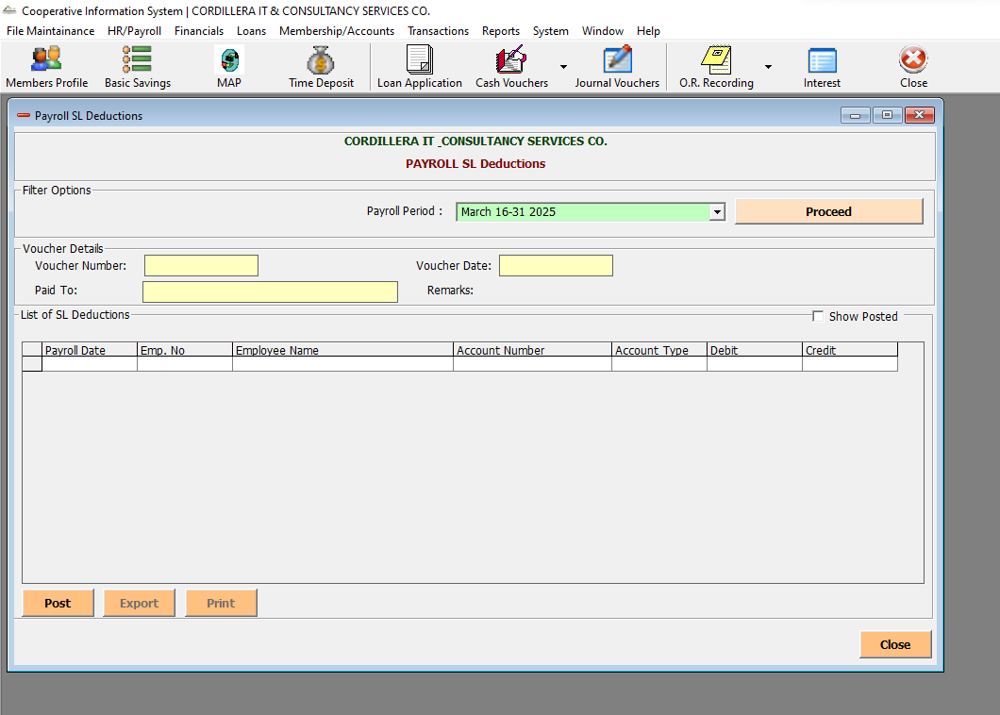 Cooperative Information System | CORDILLERA IT & CONSULTANCY SERVICES CO.
File Maintainance HR/Payroll Financials Loans Membership/Accounts Transactions Reports System Window Help
Members Profile Basic Savings MAP Time Deposit Loan Application Cash Vouchers Journal Vouchers O.R. Recording Interest Close
Payroll SL Deductions
CORDILLERA IT _CONSULTANCY SERVICES CO.
PAYROLL SL Deductions
Filter Options
Payroll Period : March 16-31 2025 Proceed
Voucher Details
Voucher Number: Voucher Date:
Paid To: Remarks:
List of SL Deductions Show Posted
Payroll Date Emp. No Employee Name Account Number Account Type Debit Credit
Post Export Print
Close